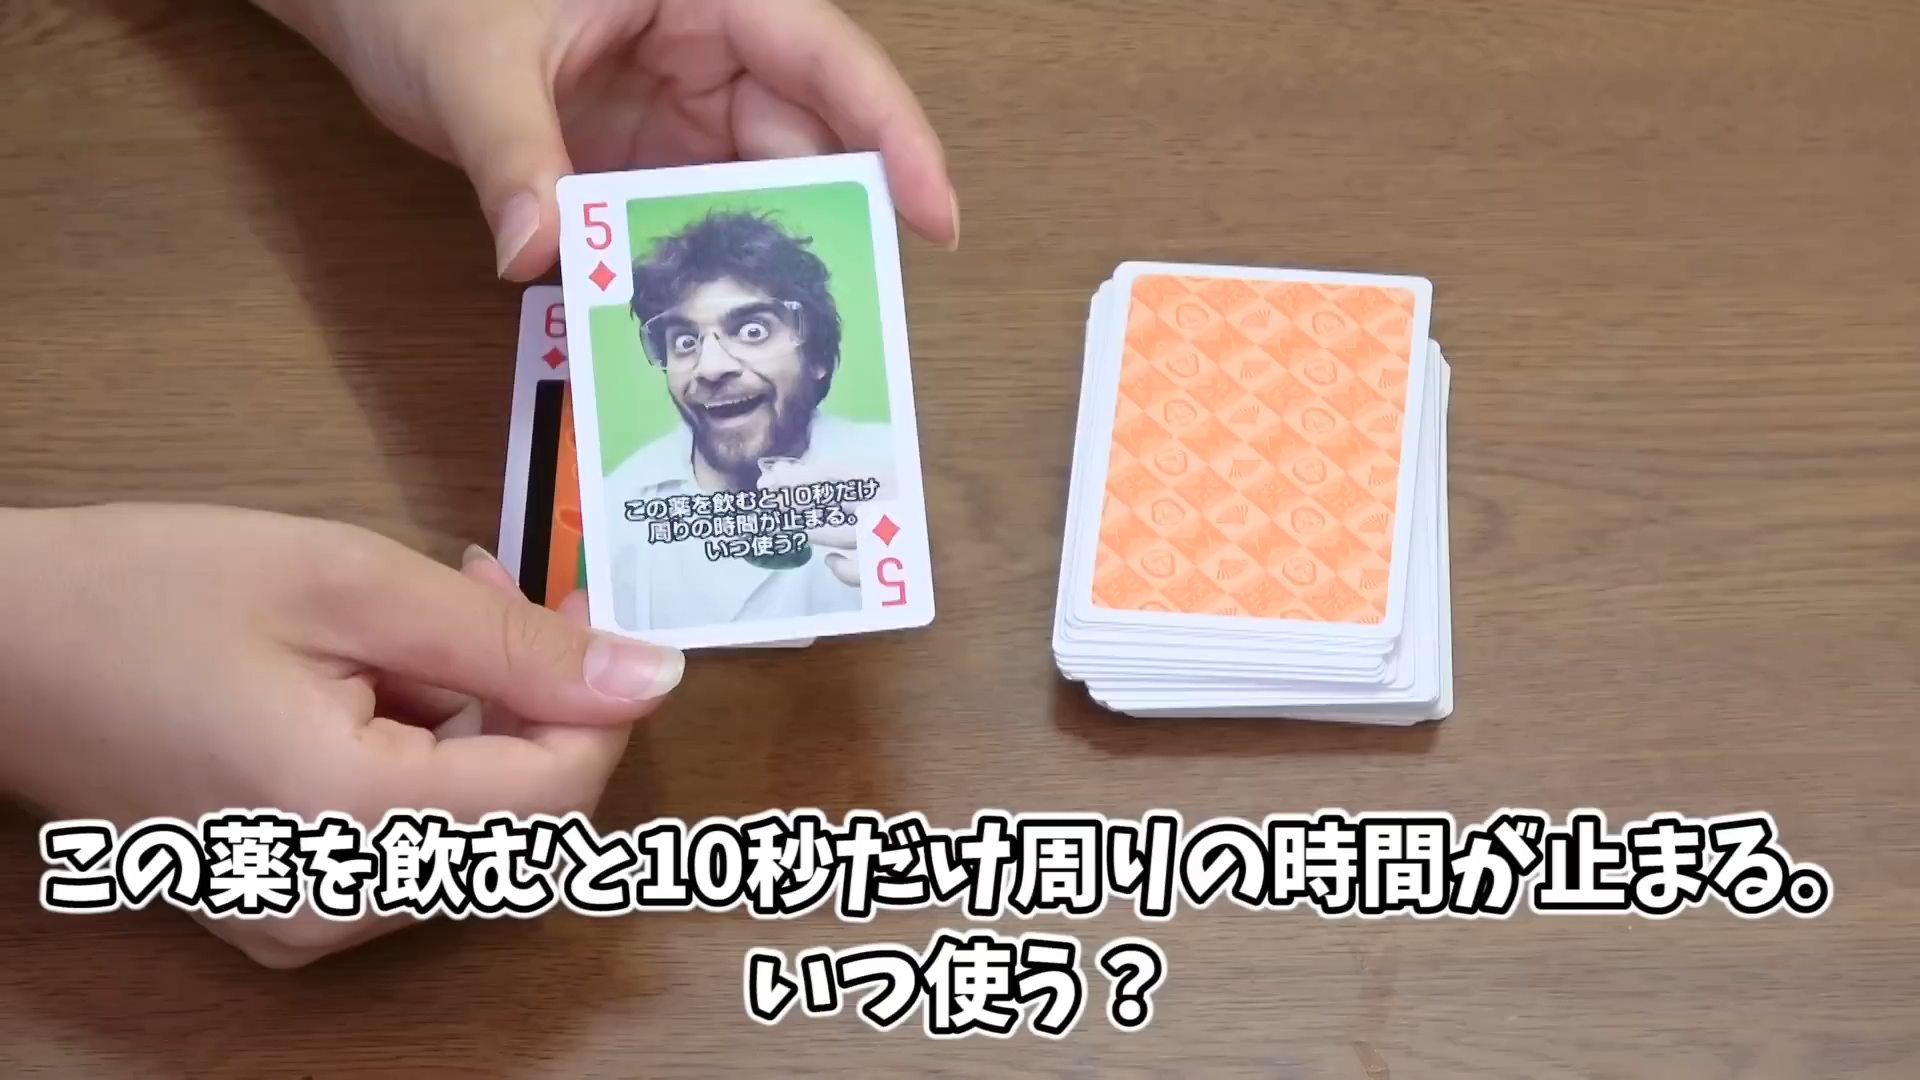 5
6
この薬を飲むと10秒だけ
周りの時間が止まる。
いつ使う?
5
この薬を飲むと10秒だけ周りの時間が止まる。
いつ使う?